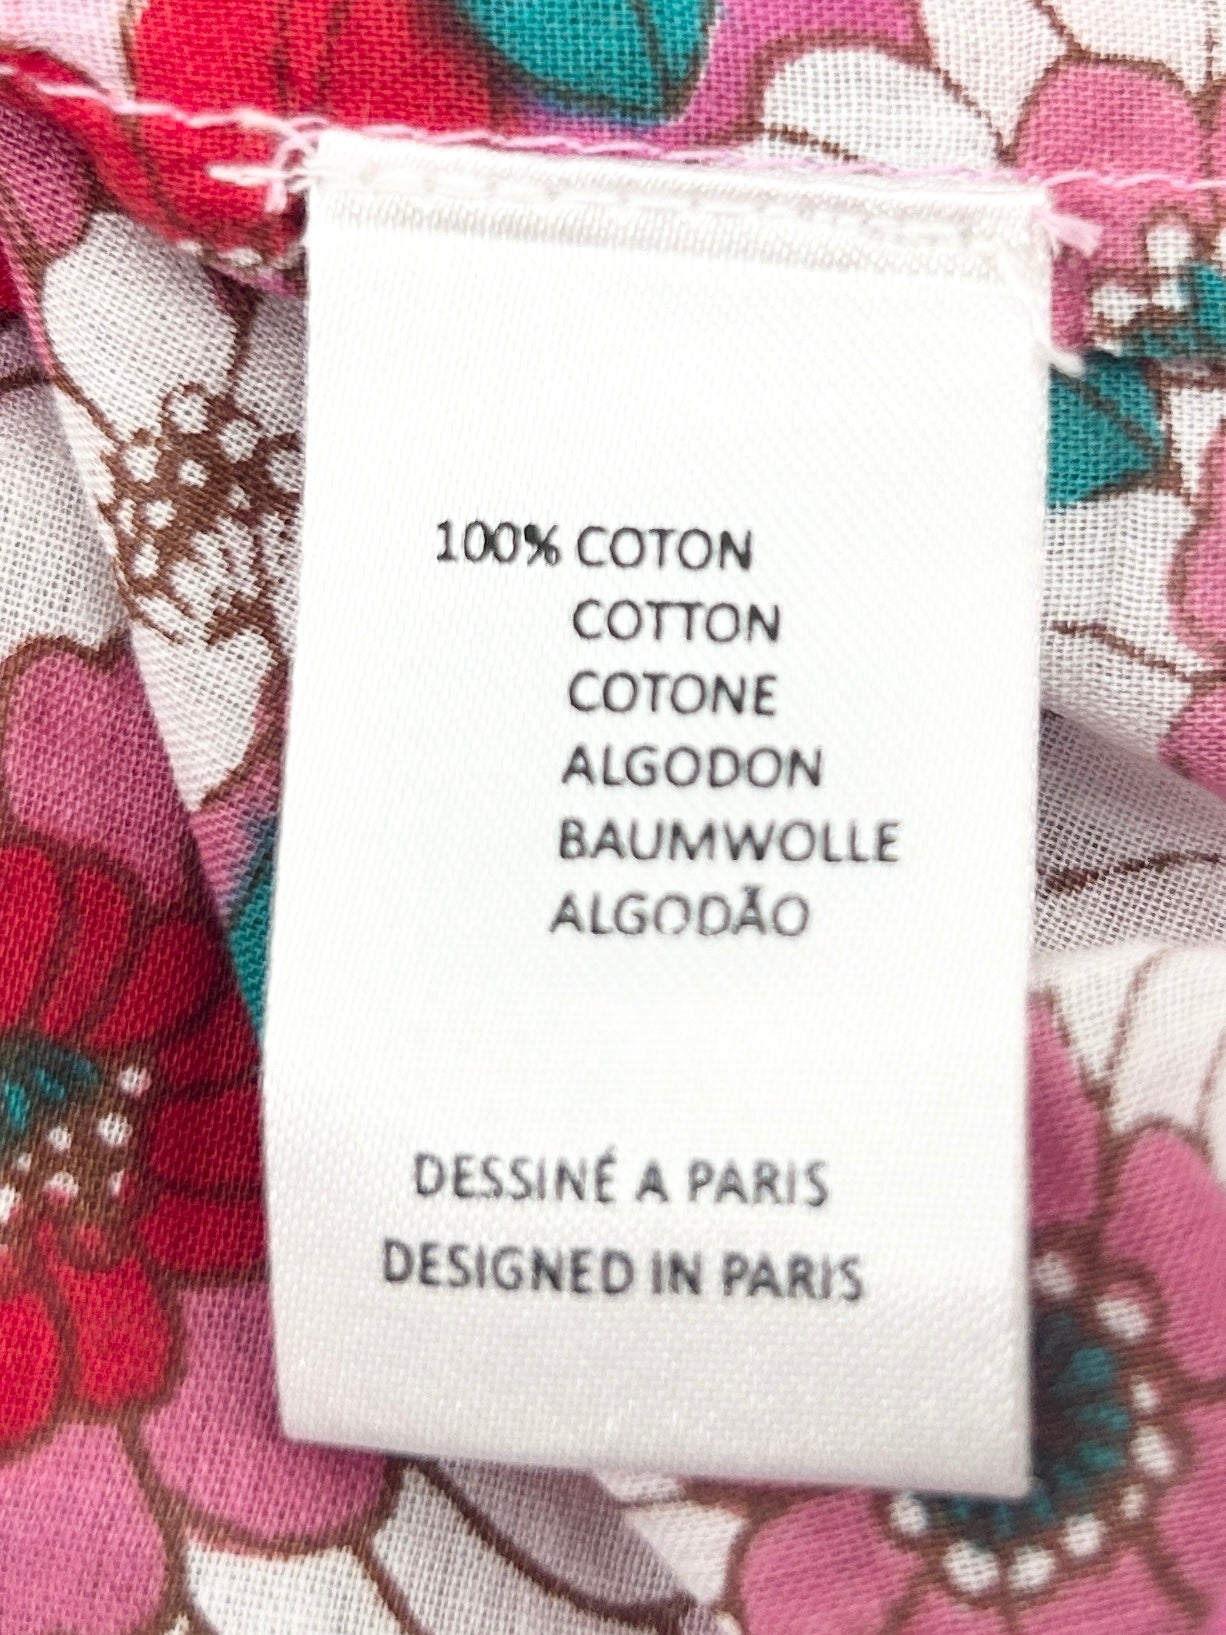 100% COTON
COTTON
COTONE
ALGODON
BAUMWOLLE
ALGODÃO
DESSINÉ A PARIS
DESIGNED IN PARIS